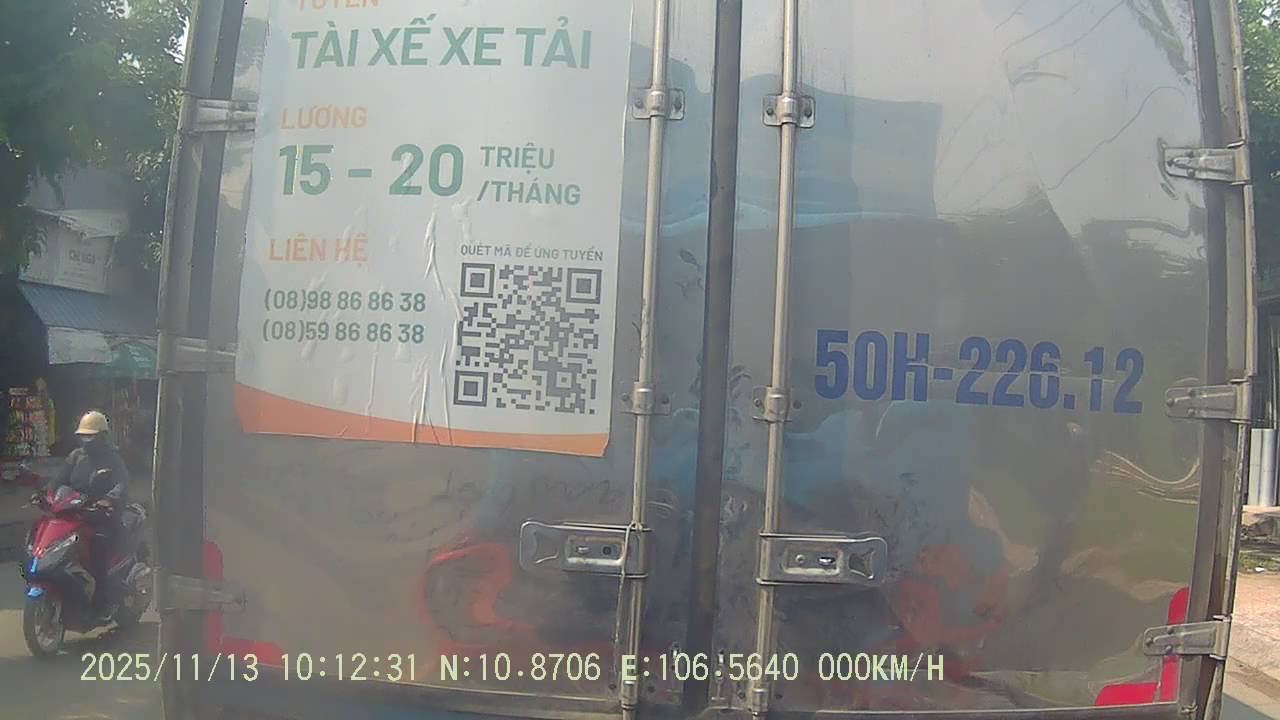 TUYỂN
TÀI XẾ XE TẢI
LƯƠNG
15 - 20 TRIỆU
/THÁNG
LIÊN HỆ
QUÉT MÃ ĐỂ ỨNG TUYỂN
(08)98 86 86 38
(08)59 86 86 38
50H-226.12
2025/11/13 10:12:31 N:10.8706 E:106.5640 000KM/H